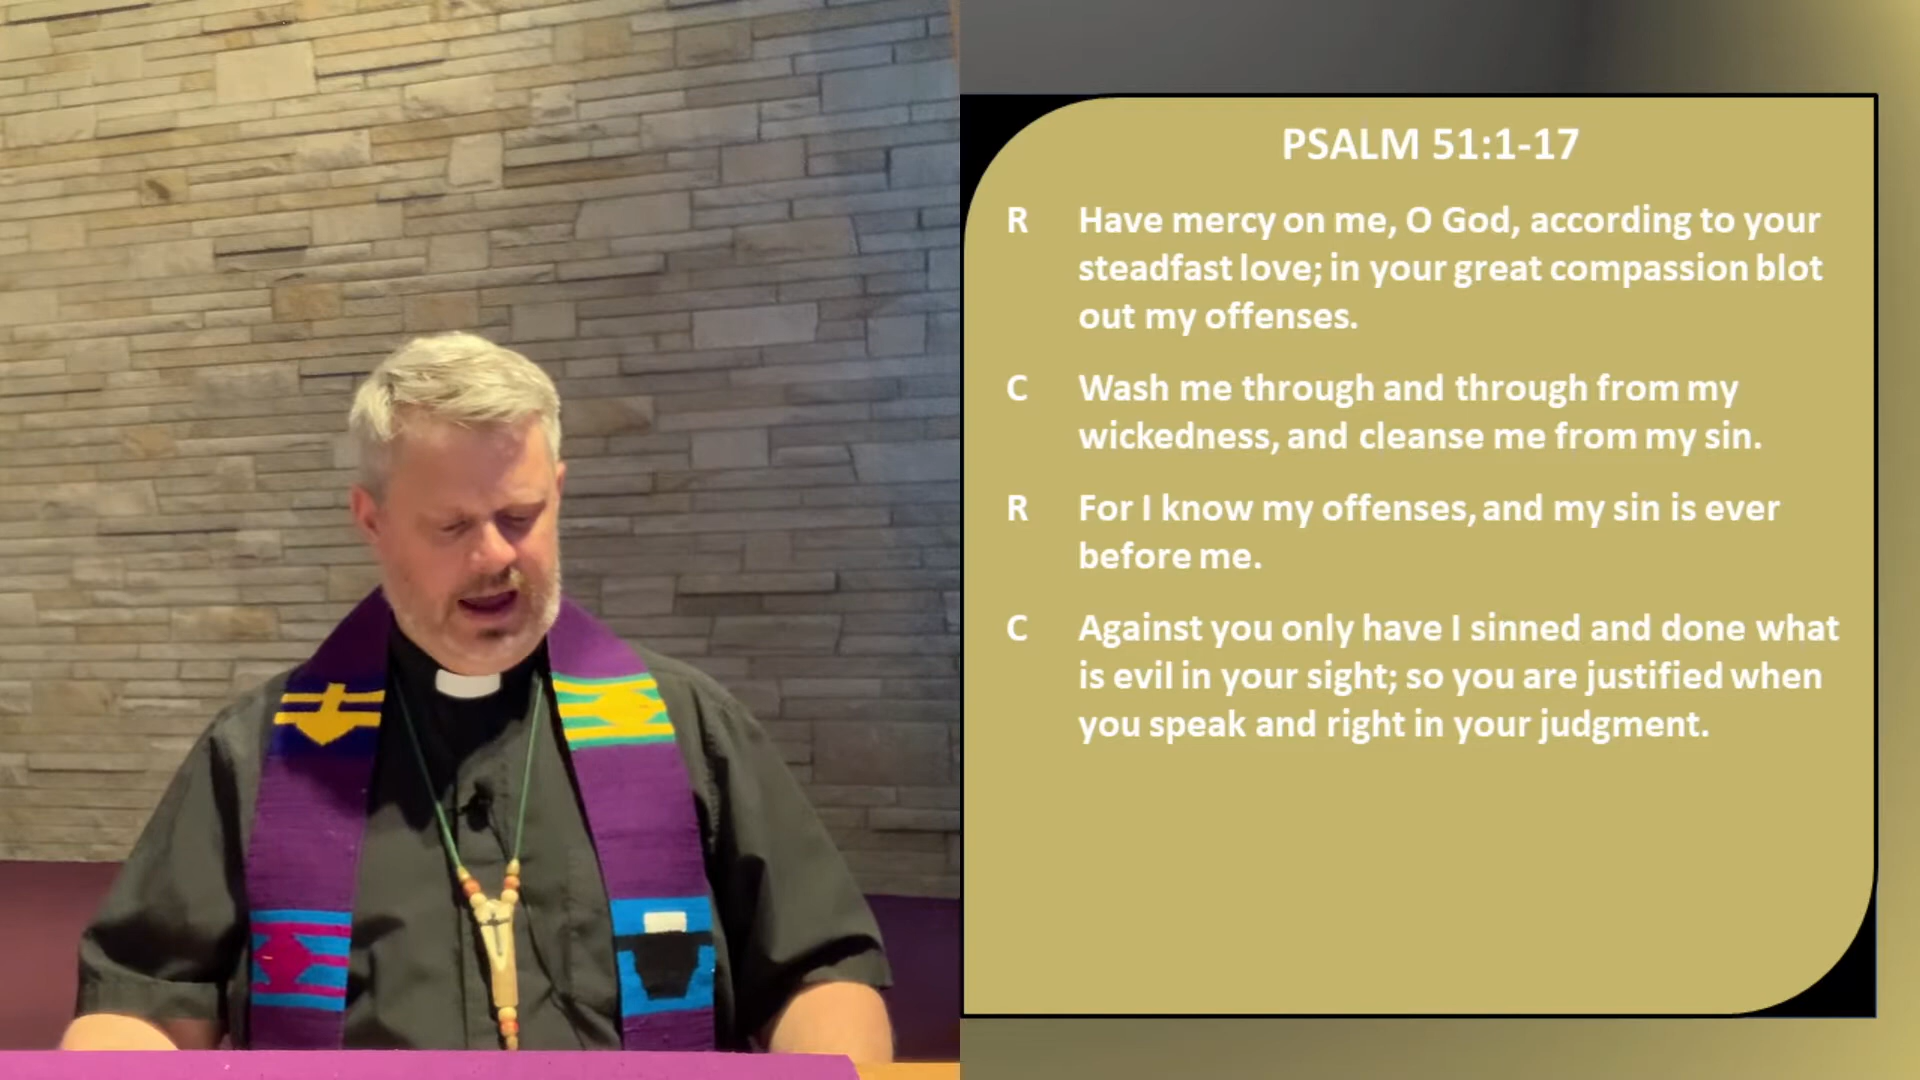 PSALM 51:1-17
R Have mercy on me, O God, according to your
steadfast love; in your great compassion blot
out my offenses.
C Wash me through and through from my
wickedness, and cleanse me from my sin.
R For I know my offenses, and my sin is ever
before me.
C Against you only have I sinned and done what
is evil in your sight; so you are justified when
you speak and right in your judgment.